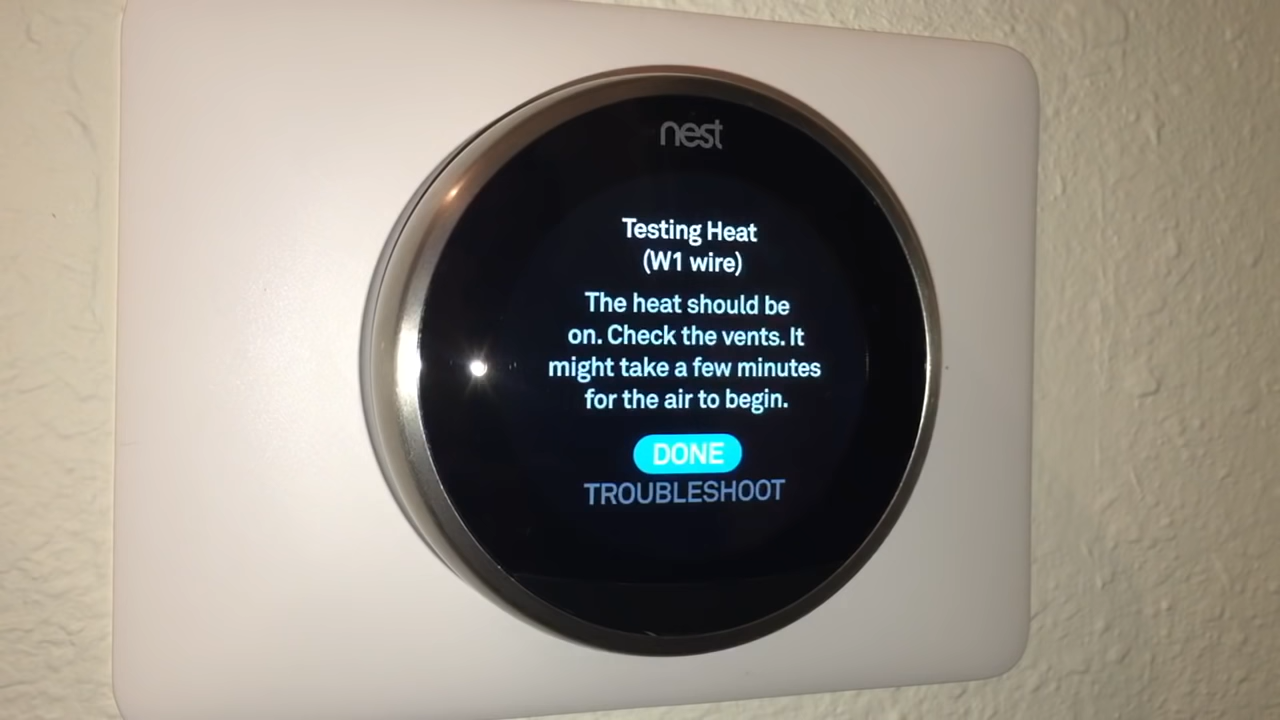 nest
Testing Heat
(W1 wire)
The heat should be
on. Check the vents. It
might take a few minutes
for the air to begin.
DONE
TROUBLESHOOT